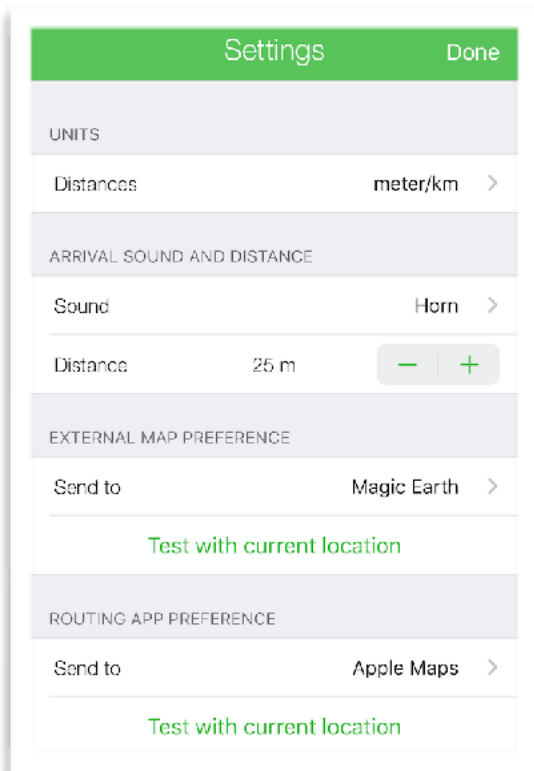 Settings Done
UNITS
Distances meter/km
ARRIVAL SOUND AND DISTANCE
Sound Horn
Distance 25 m − +
EXTERNAL MAP PREFERENCE
Send to Magic Earth
Test with current location
ROUTING APP PREFERENCE
Send to Apple Maps
Test with current location